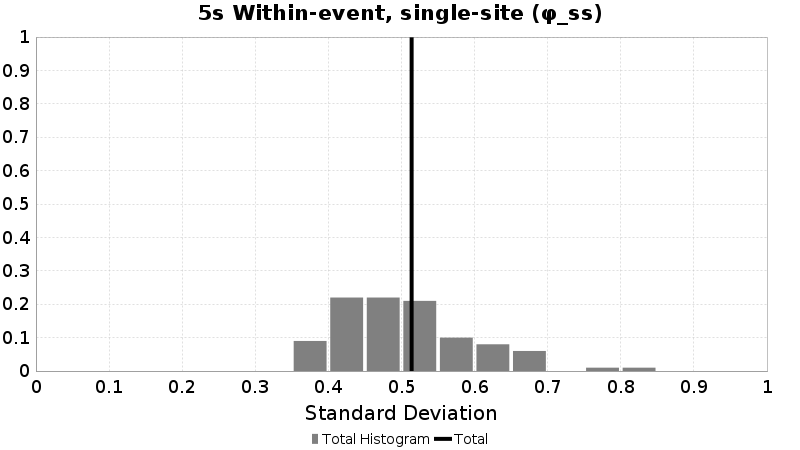 5s Within-event, single-site (φ_ss)
1
0.9
0.8
0.7
0.6
0.5
0.4
0.3
0.2
0.1
0
0 0.1 0.2 0.3 0.4 0.5 0.6 0.7 0.8 0.9 1
Standard Deviation
Total Histogram Total